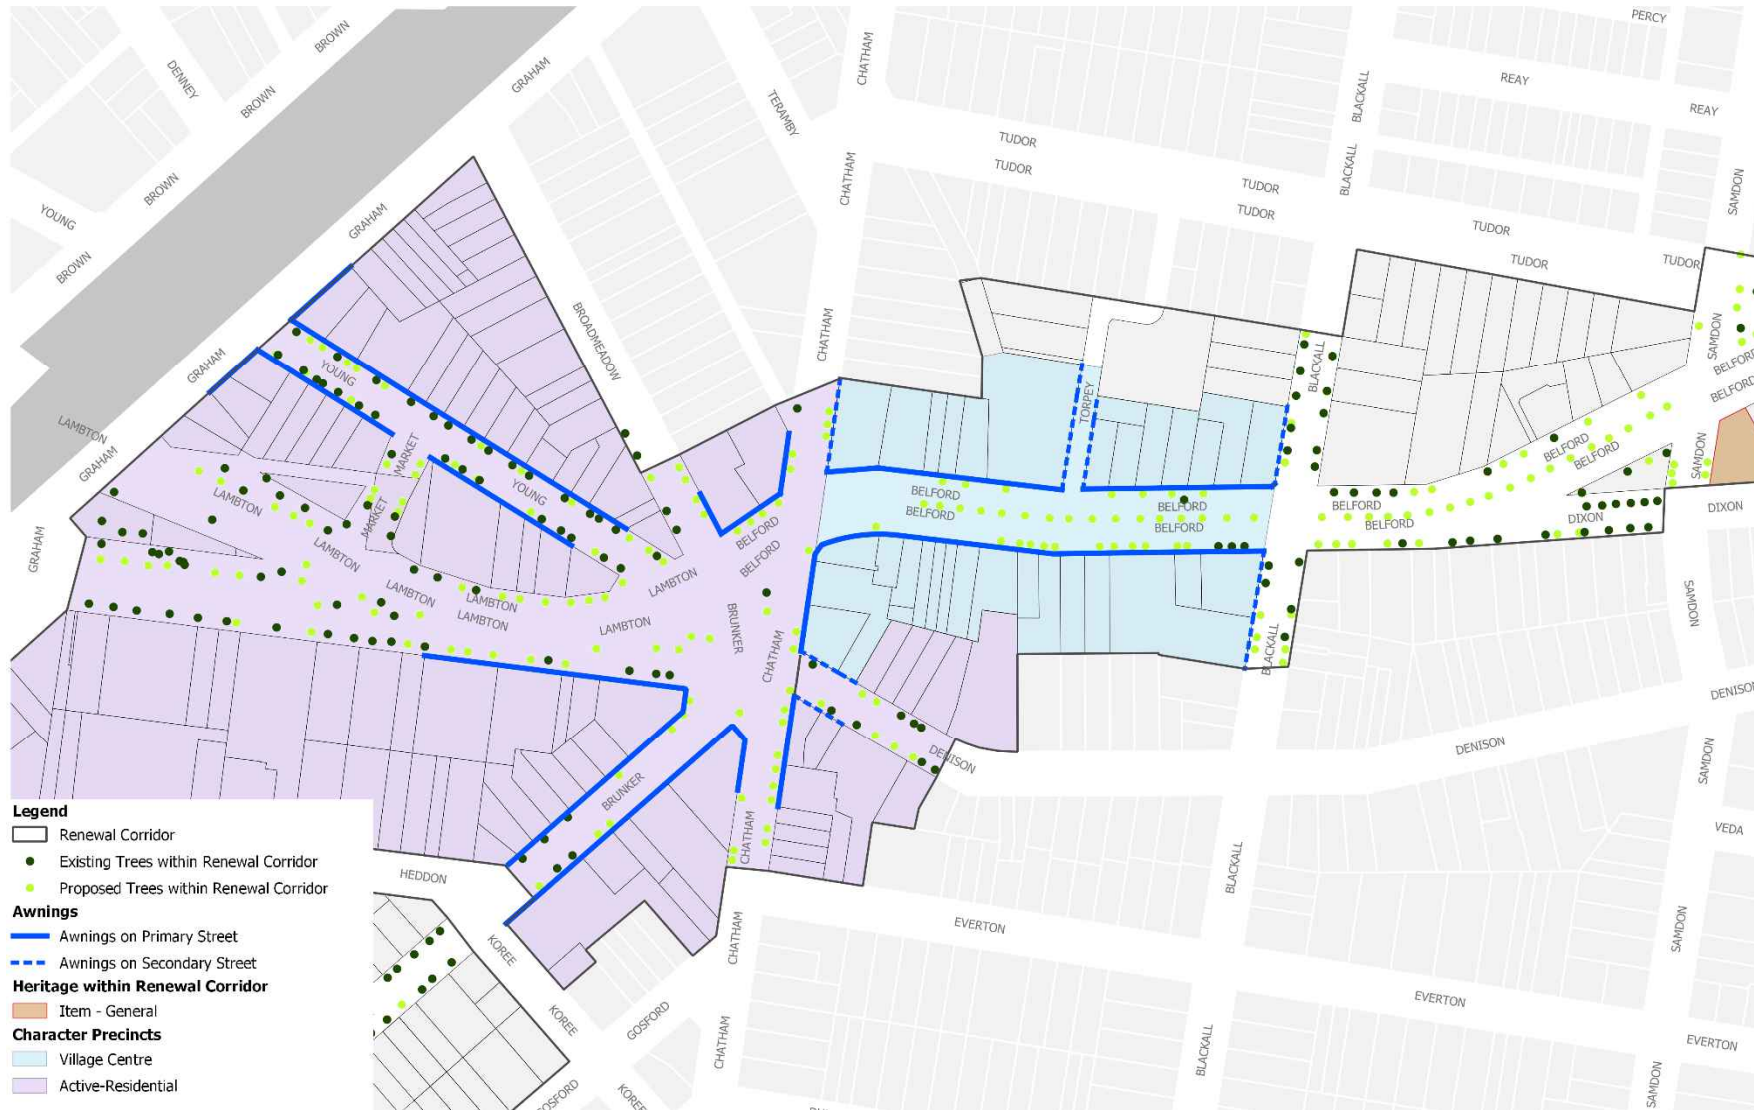 PERCY
BROWN
DENNEY
GRAHAM
CHATHAM
REAY
BROWN
TERAMBY
BLACKALL
REAY
TUDOR
TUDOR
BLACKALL
CHATHAM
TUDOR
TUDOR
SAMDON
BROWN
YOUNG
GRAHAM
TUDOR
TUDOR
TUDOR
BROWN
BROADMEADOW
CHATHAM
SAMDON
GRAHAM
YOUNG
BLACKALL
BELFORD
BELFORD
TORPEY
LAMBTON
GRAHAM
MARKET
BELFORD
BELFORD
SAMDON
YOUNG
BELFORD
BELFORD
BELFORD
BELFORD
BELFORD
BELFORD
DIXON
DIXON
LAMBTON
MARKET
BELFORD
BELFORD
GRAHAM
LAMBTON
LAMBTON
LAMBTON
LAMBTON
LAMBTON
LAMBTON
BRUNKER
CHATHAM
BLACKALL
SAMDON
DENISON
DENISON
DENISON
SAMDON
BRUNKER
CHATHAM
VEDA
HEDDON
BLACKALL
KOREE
CHATHAM
EVERTON
SAMDON
KOREE
GOSFORD
CHATHAM
BLACKALL
EVERTON
EVERTON
SAMDON
KOREE
Legend
Renewal Corridor
Existing Trees within Renewal Corridor
Proposed Trees within Renewal Corridor
Awnings
Awnings on Primary Street
Awnings on Secondary Street
Heritage within Renewal Corridor
Item - General
Character Precincts
Village Centre
Active-Residential